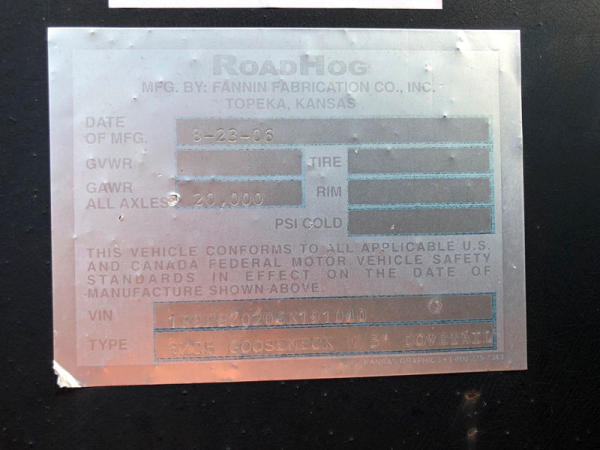 ROADHOG
MFG. BY: FANNIN FABRICATION CO., INC.
TOPEKA, KANSAS
DATE
OF MFG. 8-23-06
GVWR TIRE
GAWR
ALL AXLES 20,000 RIM
PSI COLD
THIS VEHICLE CONFORMS TO ALL APPLICABLE U.S.
AND CANADA FEDERAL MOTOR VEHICLE SAFETY
STANDARDS IN EFFECT ON THE DATE OF
MANUFACTURE SHOWN ABOVE.
VIN
TYPE GOOSENECK 5' DOVETAIL